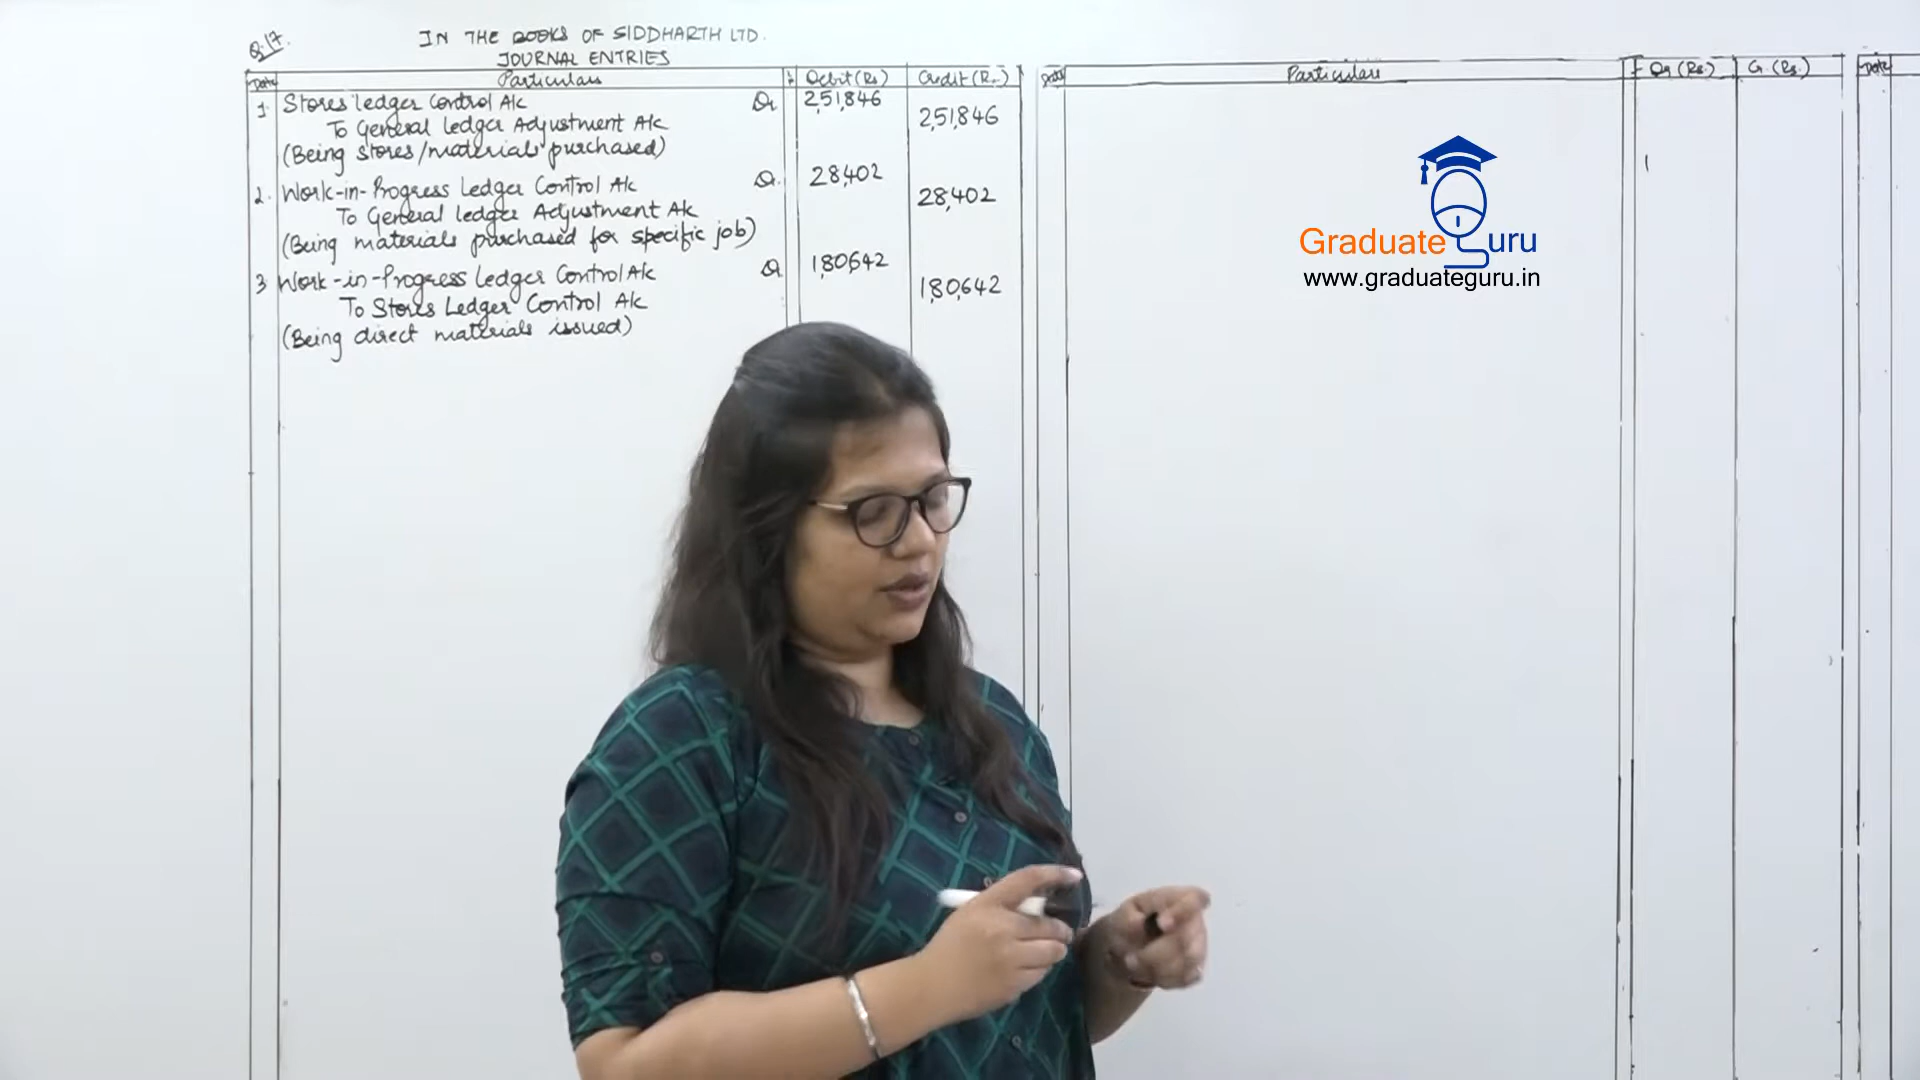 Q.17.
IN THE BOOKS OF SIDDHARTH LTD.
JOURNAL ENTRIES
Date Particulars Debit (Rs) Credit (Rs.)
1. Stores ledger Control A/c Dr 2,51,846
To General ledger Adjustment A/c 2,51,846
(Being stores/materials purchased)
2. Work-in-Progress Ledger Control A/c Dr. 28,402
To General ledger Adjustment A/c 28,402
(Being materials purchased for specific job)
3 Work-in-Progress Ledger Control A/c Dr 1,80,642
To Stores Ledger Control A/c 1,80,642
(Being direct materials issued)
Date Particulars F Dr (Rs.) Cr. (Rs.)
Date
Graduate Guru
www.graduateguru.in